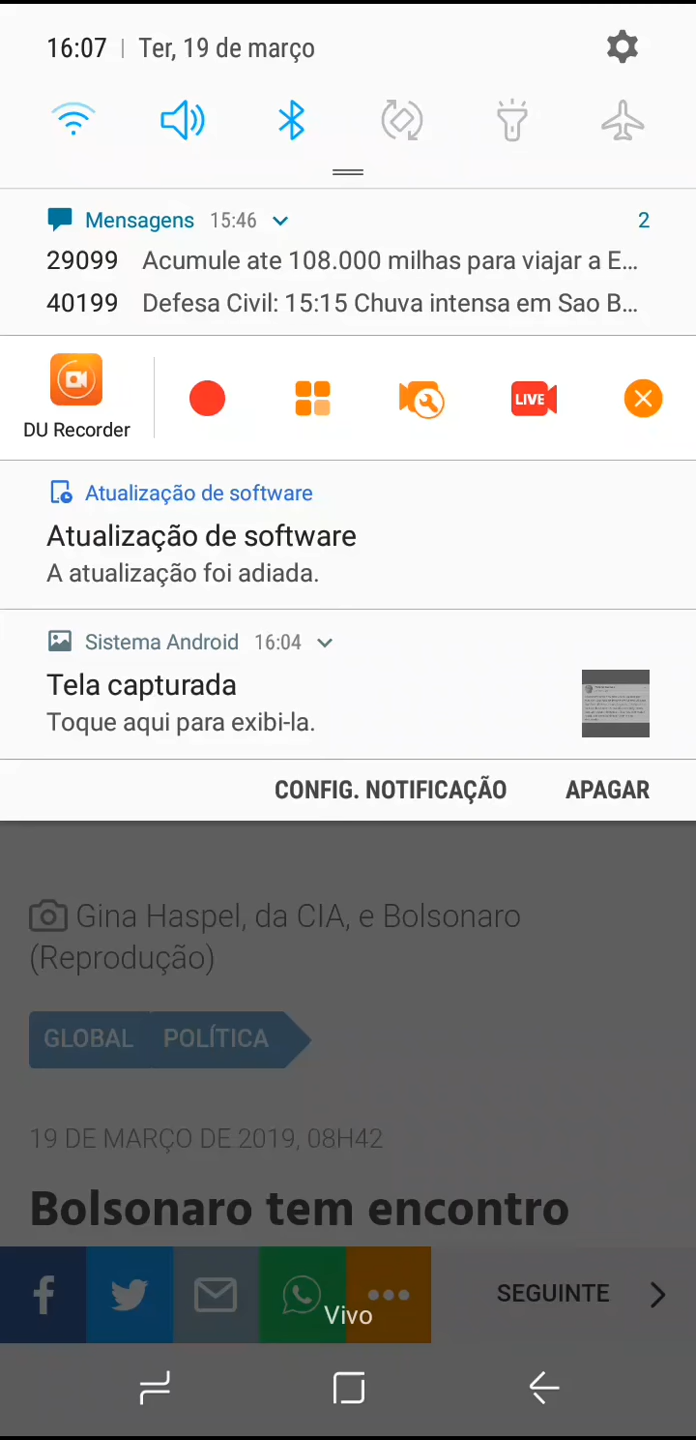 16:07 | Ter, 19 de março
Mensagens 15:46 2
29099 Acumule ate 108.000 milhas para viajar a E...
40199 Defesa Civil: 15:15 Chuva intensa em Sao B...
DU Recorder
LIVE
Atualização de software
Atualização de software
A atualização foi adiada.
Sistema Android 16:04
Tela capturada
Toque aqui para exibi-la.
CONFIG. NOTIFICAÇÃO APAGAR
Gina Haspel, da CIA, e Bolsonaro
(Reprodução)
GLOBAL POLÍTICA
19 DE MARÇO DE 2019, 08H42
Bolsonaro tem encontro
SEGUINTE
Vivo